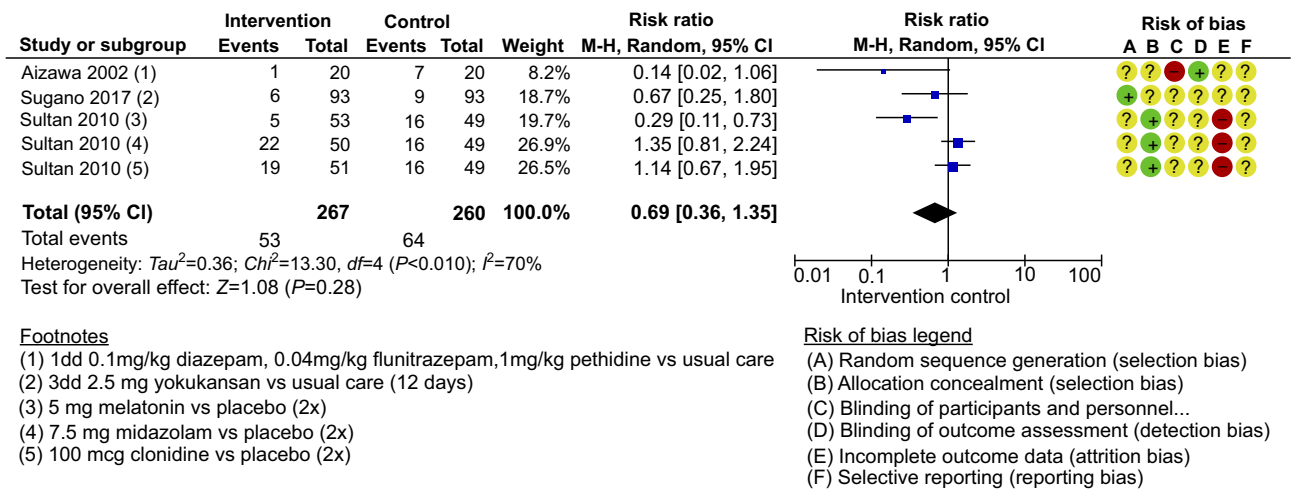 Intervention Control Risk ratio Risk ratio Risk of bias
Study or subgroup Events Total Events Total Weight M-H, Random, 95% CI M-H, Random, 95% CI A B C D E F
Aizawa 2002 (1) 1 20 7 20 8.2% 0.14 [0.02, 1.06] ? ? – + ? ?
Sugano 2017 (2) 6 93 9 93 18.7% 0.67 [0.25, 1.80] + ? ? ? ? ?
Sultan 2010 (3) 5 53 16 49 19.7% 0.29 [0.11, 0.73] ? + ? ? – ?
Sultan 2010 (4) 22 50 16 49 26.9% 1.35 [0.81, 2.24] ? + ? ? – ?
Sultan 2010 (5) 19 51 16 49 26.5% 1.14 [0.67, 1.95] ? + ? ? – ?
Total (95% CI) 267 260 100.0% 0.69 [0.36, 1.35]
Total events 53 64
Heterogeneity: Tau²=0.36; Chi²=13.30, df=4 (P<0.010); I²=70%
Test for overall effect: Z=1.08 (P=0.28)
0.01 0.1 1 10 100
Intervention control
Footnotes
(1) 1dd 0.1mg/kg diazepam, 0.04mg/kg flunitrazepam,1mg/kg pethidine vs usual care
(2) 3dd 2.5 mg yokukansan vs usual care (12 days)
(3) 5 mg melatonin vs placebo (2x)
(4) 7.5 mg midazolam vs placebo (2x)
(5) 100 mcg clonidine vs placebo (2x)
Risk of bias legend
(A) Random sequence generation (selection bias)
(B) Allocation concealment (selection bias)
(C) Blinding of participants and personnel...
(D) Blinding of outcome assessment (detection bias)
(E) Incomplete outcome data (attrition bias)
(F) Selective reporting (reporting bias)